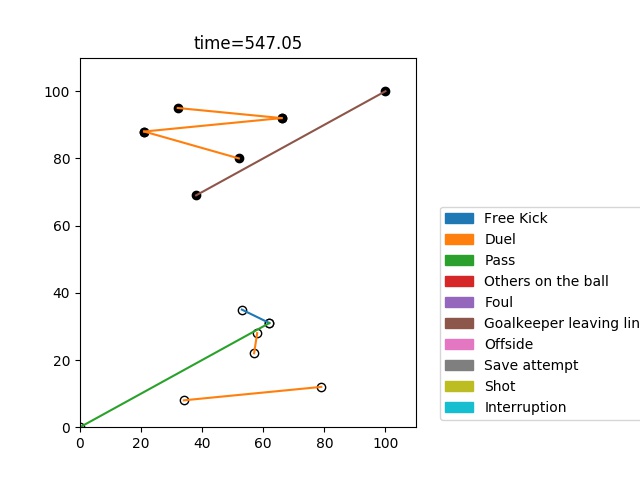 time=547.05
100
80
60
40
20
0
0 20 40 60 80 100
Free Kick
Duel
Pass
Others on the ball
Foul
Goalkeeper leaving lin
Offside
Save attempt
Shot
Interruption